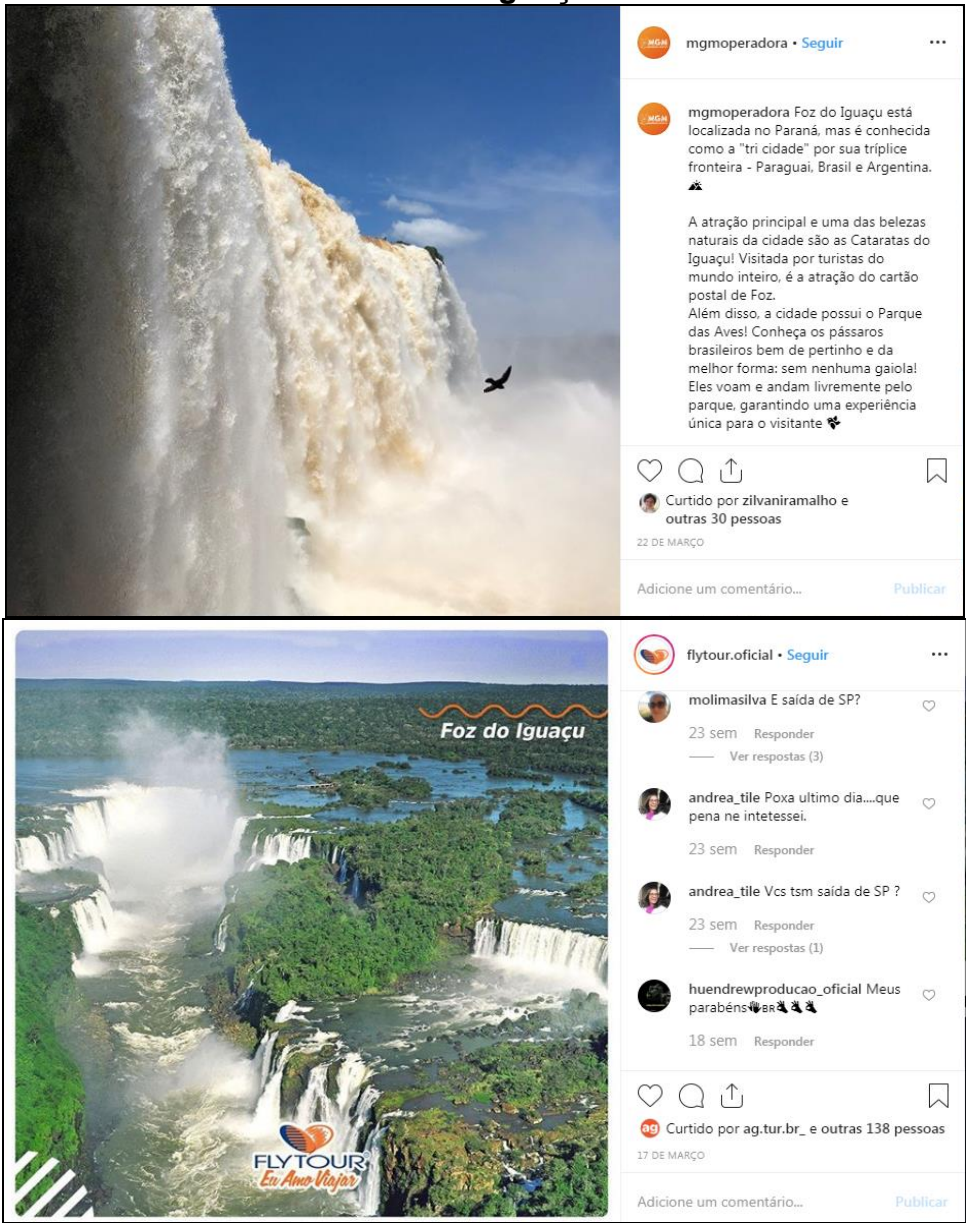 mgmoperadora • Seguir
MGM
mgmoperadora Foz do Iguaçu está
localizada no Paraná, mas é conhecida
como a "tri cidade" por sua tríplice
fronteira - Paraguai, Brasil e Argentina.
A atração principal e uma das belezas
naturais da cidade são as Cataratas do
Iguaçu! Visitada por turistas do
mundo inteiro, é a atração do cartão
postal de Foz.
Além disso, a cidade possui o Parque
das Aves! Conheça os pássaros
brasileiros bem de pertinho e da
melhor forma: sem nenhuma gaiola!
Eles voam e andam livremente pelo
parque, garantindo uma experiência
única para o visitante
Curtido por zilvaniramalho e
outras 30 pessoas
22 DE MARÇO
Adicione um comentário... Publicar
Foz do Iguaçu
FLYTOUR
Eu Amo Viajar
flytour.oficial • Seguir
molimasilva E saída de SP?
23 sem Responder
Ver respostas (3)
andrea_tile Poxa ultimo dia....que
pena ne intetessei.
23 sem Responder
andrea_tile Vcs tsm saída de SP ?
23 sem Responder
Ver respostas (1)
huendrewproducao_oficial Meus
parabéns BR
18 sem Responder
ag Curtido por ag.tur.br_ e outras 138 pessoas
17 DE MARÇO
Adicione um comentário... Publicar